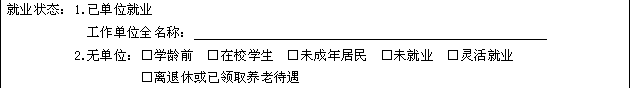 就业状态：1.已单位就业
工作单位全名称：
2.无单位：□学龄前 □在校学生 □未成年居民 □未就业 □灵活就业
□离退休或已领取养老待遇